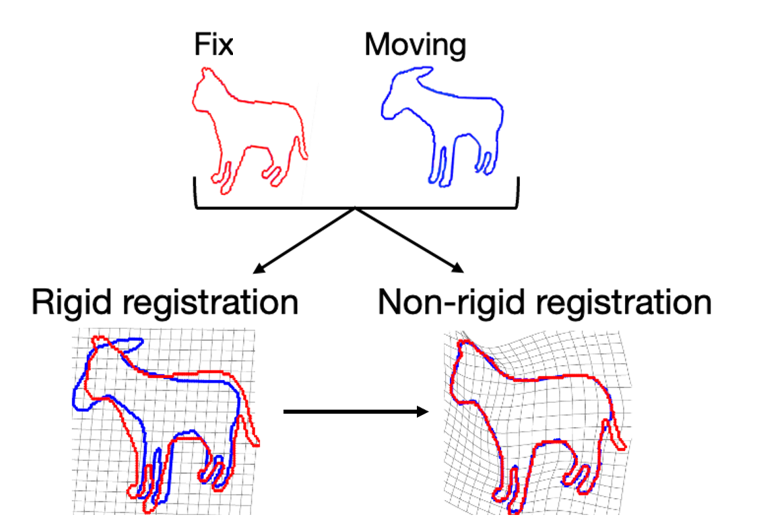 Fix
Moving
Rigid registration
Non-rigid registration